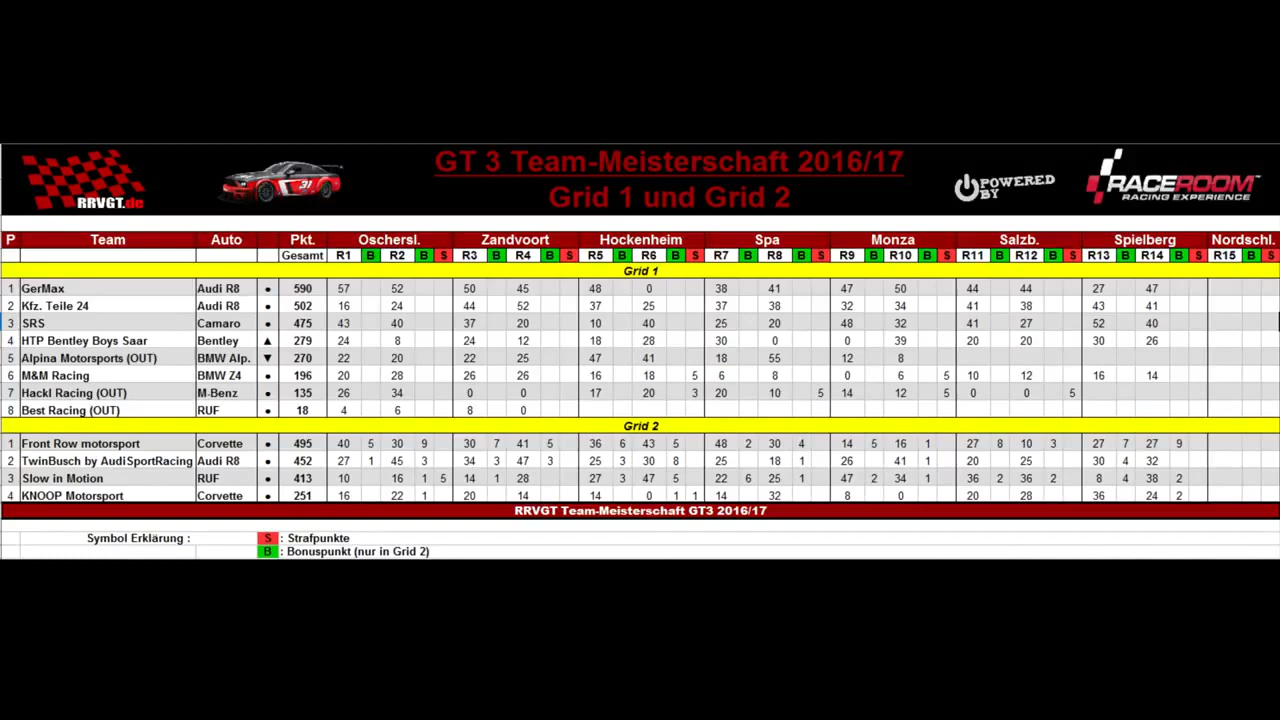 GT 3 Team-Meisterschaft 2016/17
Grid 1 und Grid 2
RRVGT.de
31
POWERED BY
RACEROOM
RACING EXPERIENCE
P Team Auto Pkt. Oschersl. Zandvoort Hockenheim Spa Monza Salzb. Spielberg Nordschl.
Gesamt R1 B R2 B S R3 B R4 B S R5 B R6 B S R7 B R8 B S R9 B R10 B S R11 B R12 B S R13 B R14 B S R15 B S
Grid 1
1 GerMax Audi R8 ● 590 57 52 50 45 48 0 38 41 47 50 44 44 27 47
2 Kfz. Teile 24 Audi R8 ● 502 16 24 44 52 37 25 37 38 32 34 41 38 43 41
3 SRS Camaro ● 475 43 40 37 20 10 40 25 20 48 32 41 27 52 40
4 HTP Bentley Boys Saar Bentley ▲ 279 24 8 24 12 18 28 30 0 0 39 20 20 30 26
5 Alpina Motorsports (OUT) BMW Alp. ▼ 270 22 20 22 25 47 41 18 55 12 8
6 M&M Racing BMW Z4 ● 196 20 28 26 26 16 18 5 6 8 0 6 5 10 12 16 14
7 Hackl Racing (OUT) M-Benz ● 135 26 34 0 0 17 20 3 20 10 5 14 12 5 0 0 5
8 Best Racing (OUT) RUF ● 18 4 6 8 0
Grid 2
1 Front Row motorsport Corvette ● 495 40 5 30 9 30 7 41 5 36 6 43 5 48 2 30 4 14 5 16 1 27 8 10 3 27 7 27 9
2 TwinBusch by AudiSportRacing Audi R8 ● 452 27 1 45 3 34 3 47 3 25 3 30 8 25 18 1 26 41 1 20 25 30 4 32
3 Slow in Motion RUF ● 413 10 16 1 5 14 1 28 27 3 47 5 22 6 25 1 47 2 34 1 36 2 36 2 8 4 38 2
4 KNOOP Motorsport Corvette ● 251 16 22 1 20 14 14 0 1 1 14 32 8 0 20 28 36 24 2
RRVGT Team-Meisterschaft GT3 2016/17
Symbol Erklärung : S : Strafpunkte
B : Bonuspunkt (nur in Grid 2)